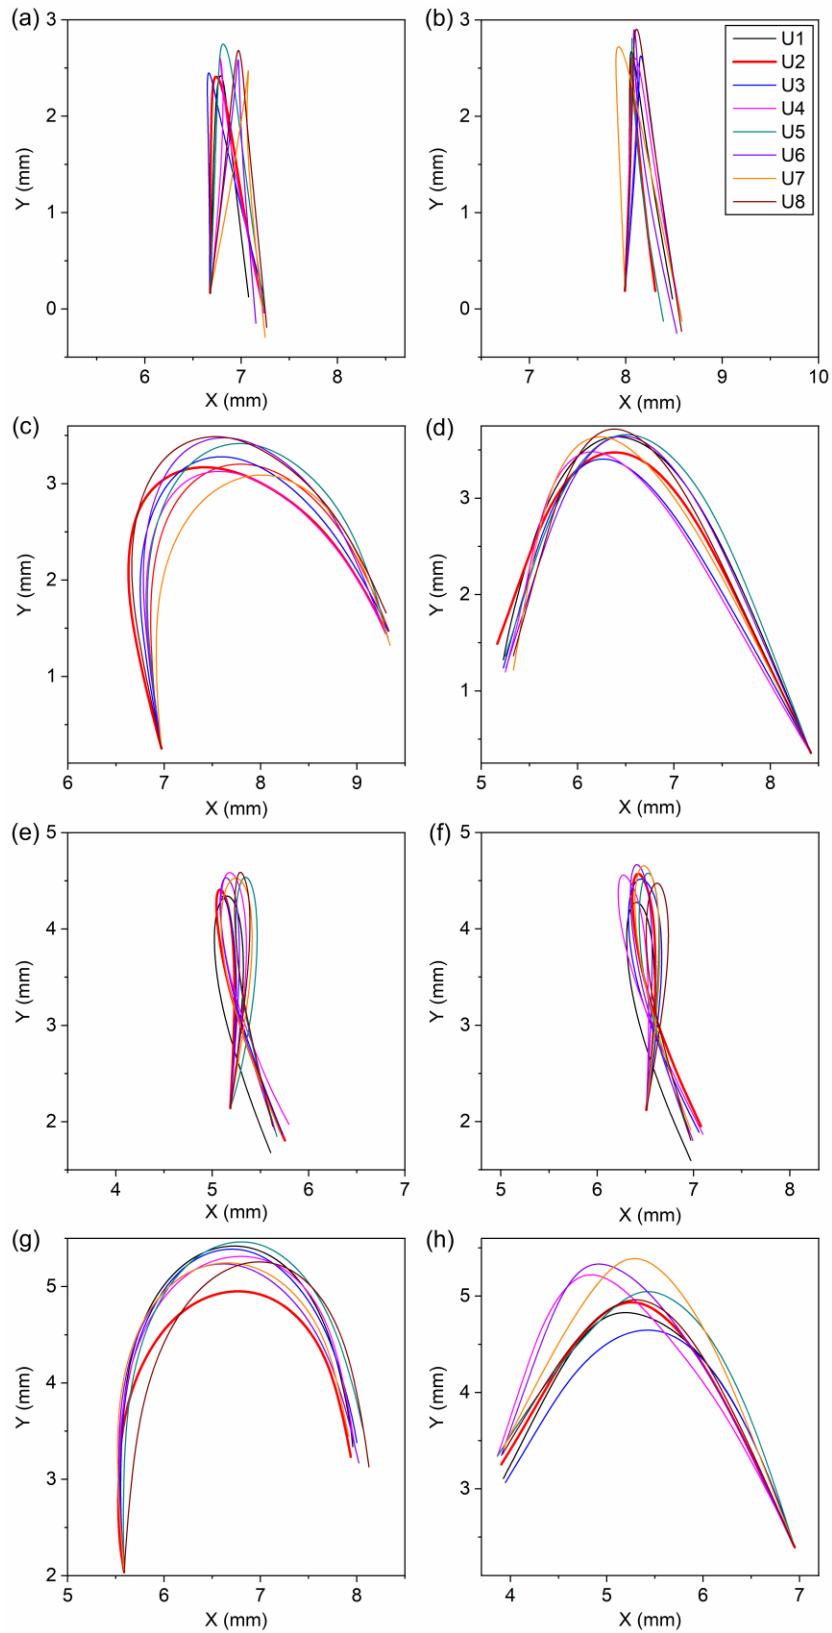 (a)
3
2
1
0
Y (mm)
6 7 8
X (mm)
(b)
3
2
1
0
Y (mm)
7 8 9 10
X (mm)
U1
U2
U3
U4
U5
U6
U7
U8
(c)
3
2
1
Y (mm)
6 7 8 9
X (mm)
(d)
3
2
1
Y (mm)
5 6 7 8
X (mm)
(e)
5
4
3
2
Y (mm)
4 5 6 7
X (mm)
(f)
5
4
3
2
Y (mm)
5 6 7 8
X (mm)
(g)
5
4
3
2
Y (mm)
5 6 7 8
X (mm)
(h)
5
4
3
Y (mm)
4 5 6 7
X (mm)